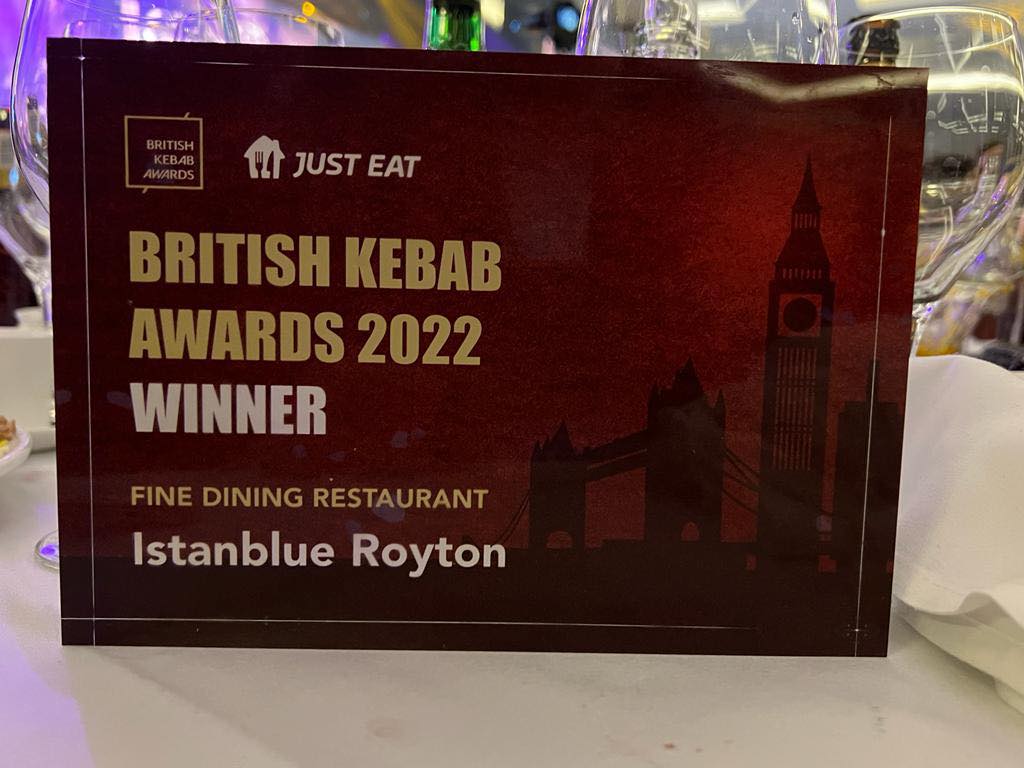 BRITISH
KEBAB
AWARDS
JUST EAT
BRITISH KEBAB
AWARDS 2022
WINNER
FINE DINING RESTAURANT
Istanblue Royton